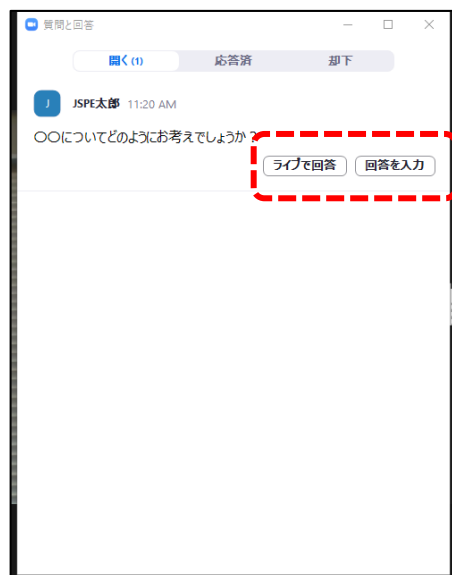 質問と回答
開く(1) 応答済 却下
J JSPE太郎 11:20 AM
〇〇についてどのようにお考えでしょうか？
ライブで回答 回答を入力